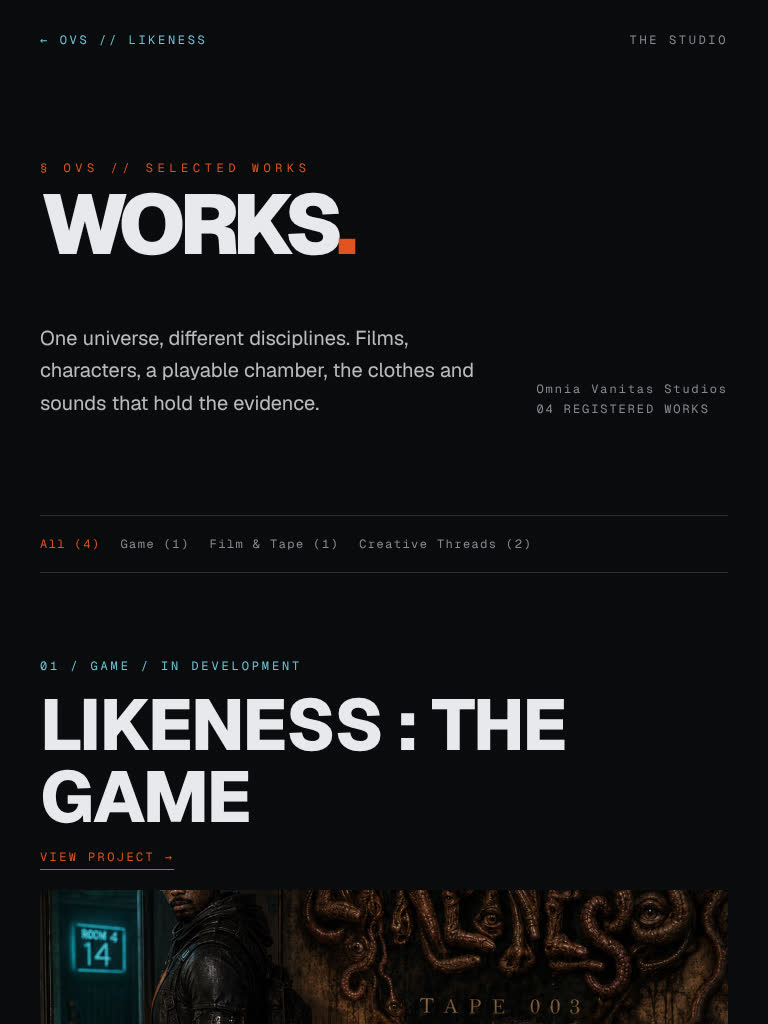 ← OVS // LIKENESS
THE STUDIO
§ OVS // SELECTED WORKS
WORKS.
One universe, different disciplines. Films,
characters, a playable chamber, the clothes and
sounds that hold the evidence.
Omnia Vanitas Studios
04 REGISTERED WORKS
All (4) Game (1) Film & Tape (1) Creative Threads (2)
01 / GAME / IN DEVELOPMENT
LIKENESS : THE
GAME
VIEW PROJECT →
ROOM 4
14
TAPE 003